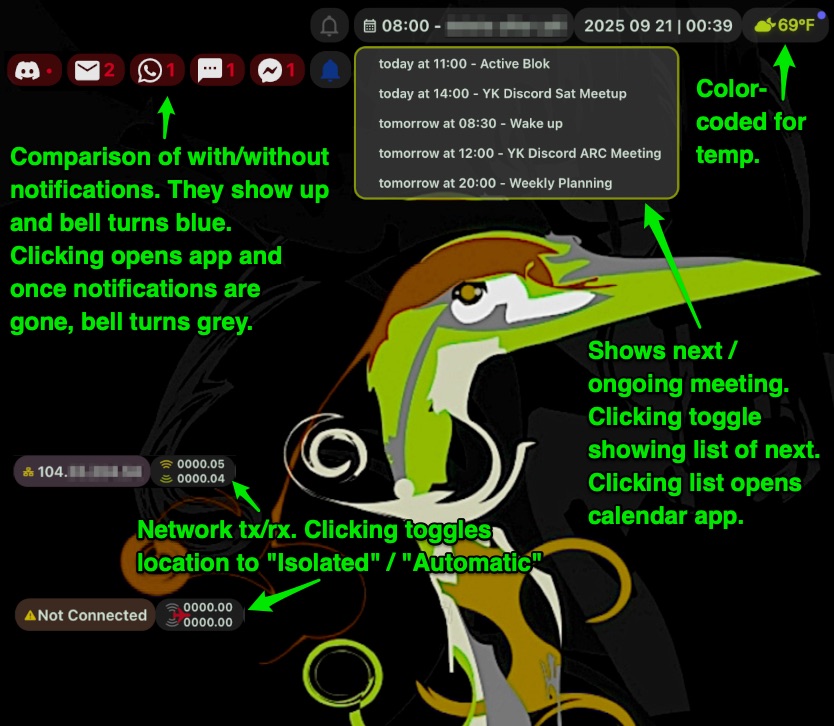 08:00 -
2025 09 21 | 00:39
69°F
2
1
1
1
today at 11:00 - Active Blok
today at 14:00 - YK Discord Sat Meetup
tomorrow at 08:30 - Wake up
tomorrow at 12:00 - YK Discord ARC Meeting
tomorrow at 20:00 - Weekly Planning
Color-
coded for
temp.
Comparison of with/without
notifications. They show up
and bell turns blue.
Clicking opens app and
once notifications are
gone, bell turns grey.
Shows next /
ongoing meeting.
Clicking toggle
showing list of next.
Clicking list opens
calendar app.
104.
0000.05
0000.04
Network tx/rx. Clicking toggles
location to "Isolated" / "Automatic"
Not Connected
0000.00
0000.00